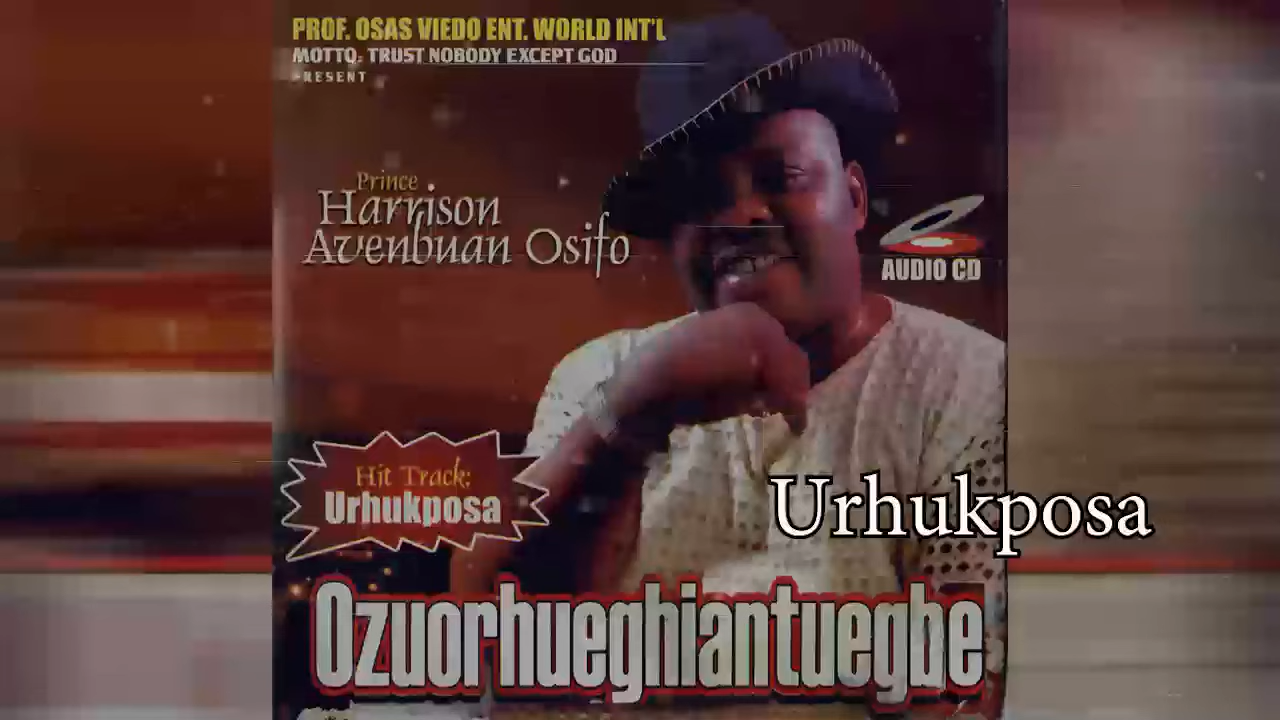 PROF. OSAS VIEDO ENT. WORLD INT'L
MOTTO: TRUST NOBODY EXCEPT GOD
PRESENT
Prince
Harrison
Avenbuan Osifo
AUDIO CD
Hit Track:
Urhukposa
Urhukposa
Ozuorhueghiantuegbe